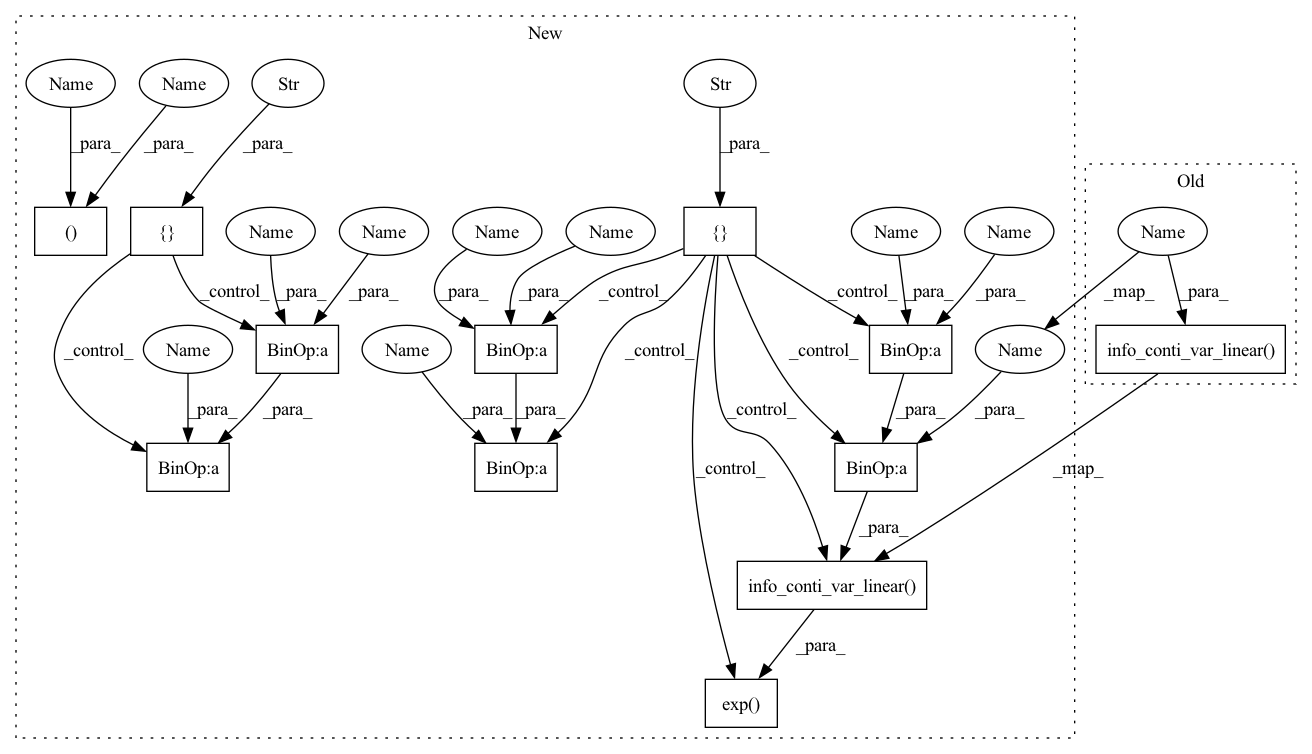 New
Name
Name
Str
Str
_para_
_para_
_para_
_para_
Old
()
{}
Name
Name
Name
Name
{}
Name
Name
Name
_control_
_para_
_para_
_para_
_para_
_control_
_control_
_para_
_para_
_map_
_para_
_control_
Name
BinOp:a
Name
BinOp:a
_control_
_control_
BinOp:a
Name
info_conti_var_linear()
_para_
_para_
_para_
_para_
_control_
_para_
_para_
BinOp:a
BinOp:a
_control_
BinOp:a
_map_
_para_
info_conti_var_linear()
_para_
exp()